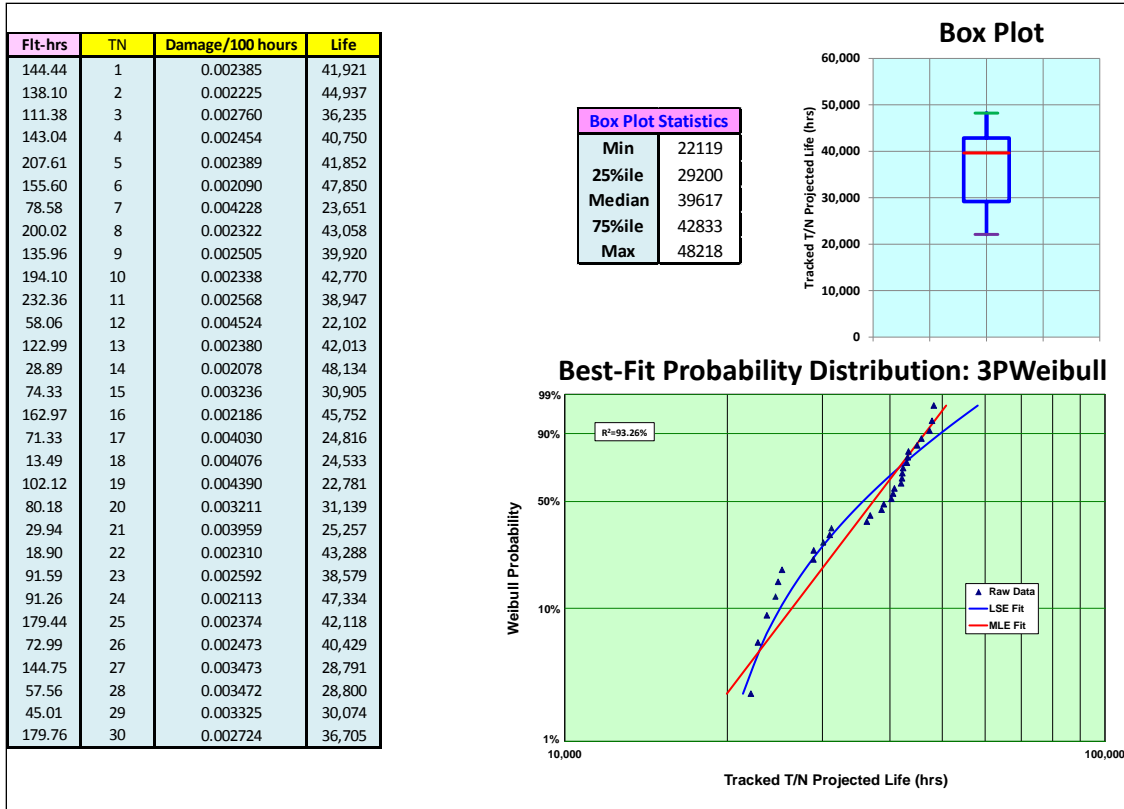 Flt-hrs TN Damage/100 hours Life
144.44 1 0.002385 41,921
138.10 2 0.002225 44,937
111.38 3 0.002760 36,235
143.04 4 0.002454 40,750
207.61 5 0.002389 41,852
155.60 6 0.002090 47,850
78.58 7 0.004228 23,651
200.02 8 0.002322 43,058
135.96 9 0.002505 39,920
194.10 10 0.002338 42,770
232.36 11 0.002568 38,947
58.06 12 0.004524 22,102
122.99 13 0.002380 42,013
28.89 14 0.002078 48,134
74.33 15 0.003236 30,905
162.97 16 0.002186 45,752
71.33 17 0.004030 24,816
13.49 18 0.004076 24,533
102.12 19 0.004390 22,781
80.18 20 0.003211 31,139
29.94 21 0.003959 25,257
18.90 22 0.002310 43,288
91.59 23 0.002592 38,579
91.26 24 0.002113 47,334
179.44 25 0.002374 42,118
72.99 26 0.002473 40,429
144.75 27 0.003473 28,791
57.56 28 0.003472 28,800
45.01 29 0.003325 30,074
179.76 30 0.002724 36,705
Box Plot Statistics
Min 22119
25%ile 29200
Median 39617
75%ile 42833
Max 48218
Box Plot
Tracked T/N Projected Life (hrs)
60,000
50,000
40,000
30,000
20,000
10,000
0
Best-Fit Probability Distribution: 3PWeibull
Weibull Probability
99%
90%
50%
10%
1%
R²=93.26%
Raw Data
LSE Fit
MLE Fit
10,000 100,000
Tracked T/N Projected Life (hrs)